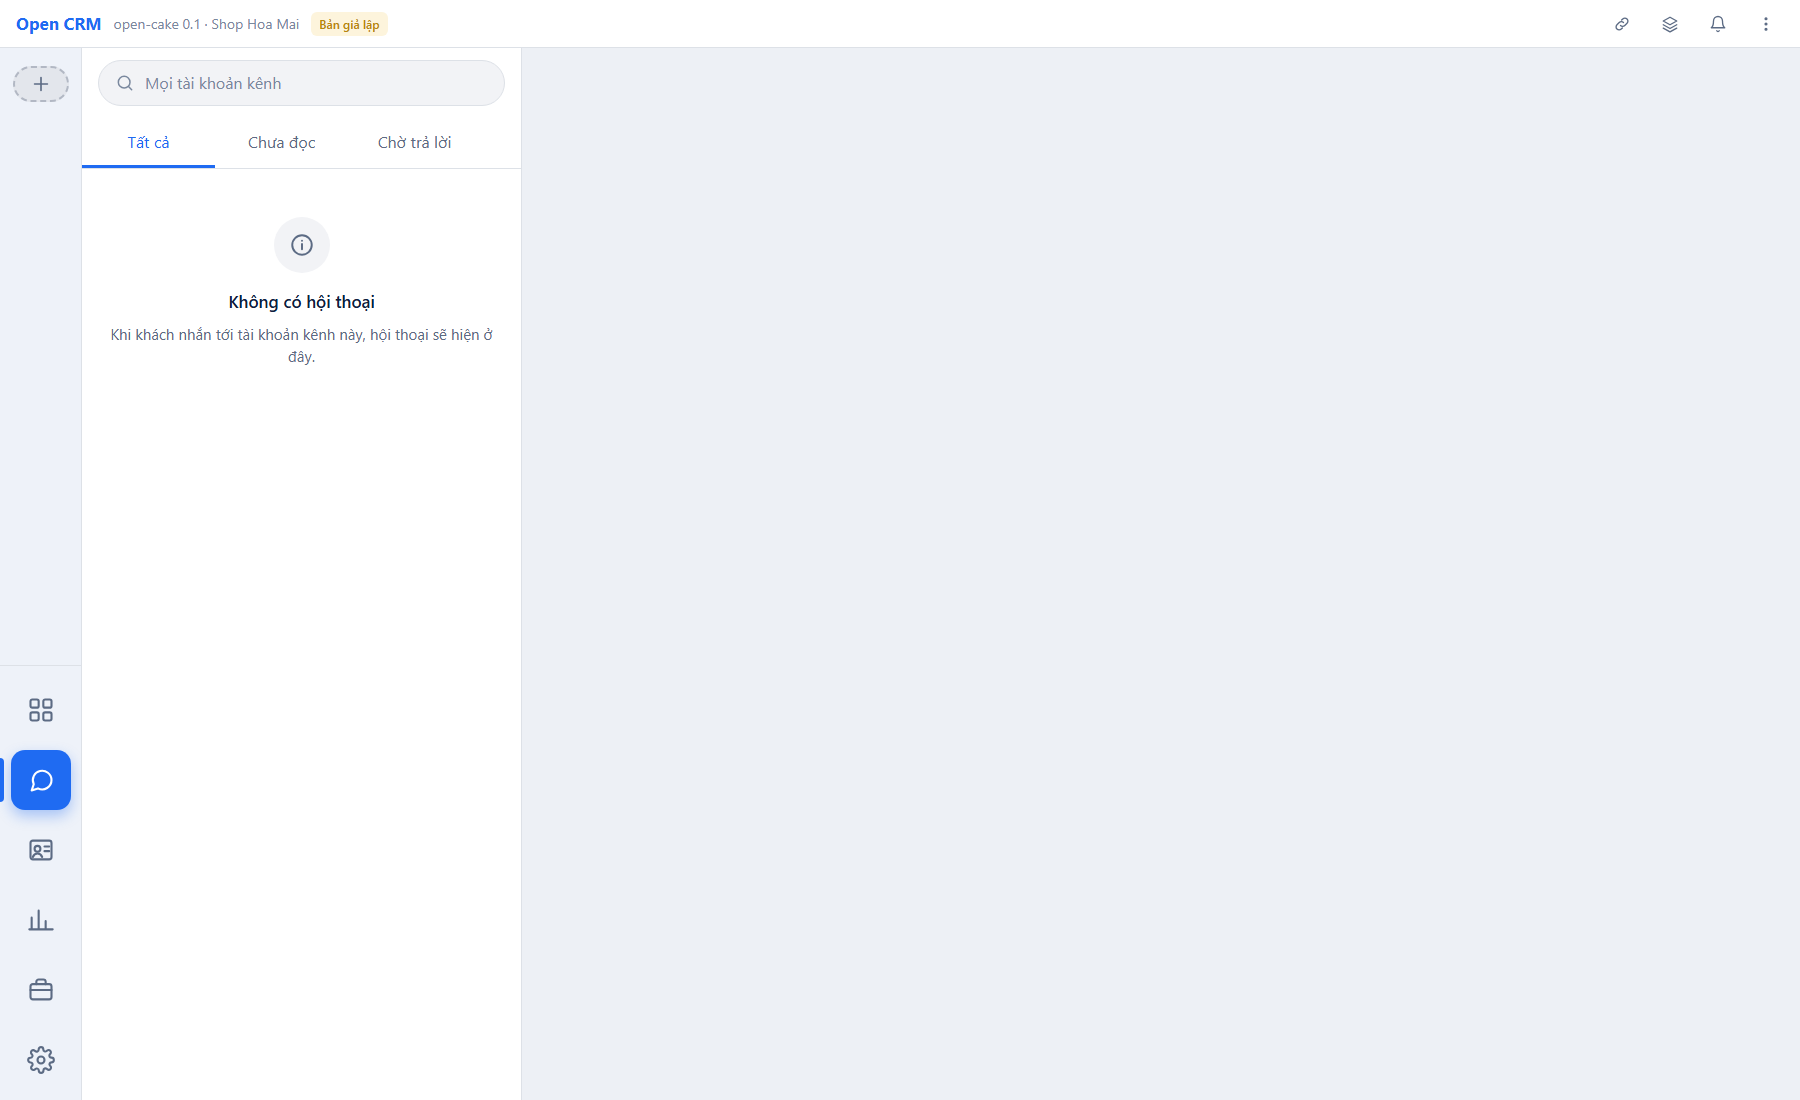 Open CRM open-cake 0.1 · Shop Hoa Mai Bản giả lập
Mọi tài khoản kênh
Tất cả Chưa đọc Chờ trả lời
Không có hội thoại
Khi khách nhắn tới tài khoản kênh này, hội thoại sẽ hiện ở
đây.